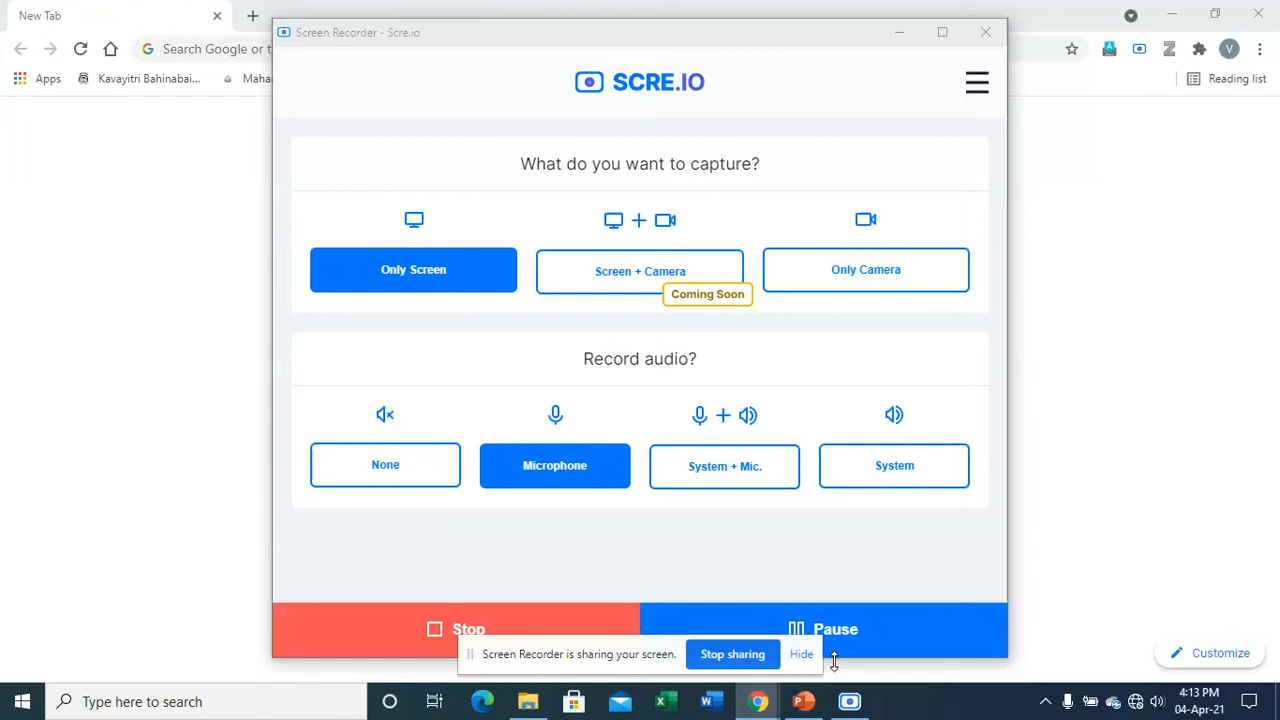 New Tab
Screen Recorder - Scre.io
Search Google or t
Apps
Kavayitri Bahinabai...
Maha
Reading list
V
SCRE.IO
What do you want to capture?
Only Screen
Screen + Camera
Only Camera
Coming Soon
Record audio?
None
Microphone
System + Mic.
System
Stop
Pause
Screen Recorder is sharing your screen.
Stop sharing
Hide
Customize
Type here to search
4:13 PM
04-Apr-21